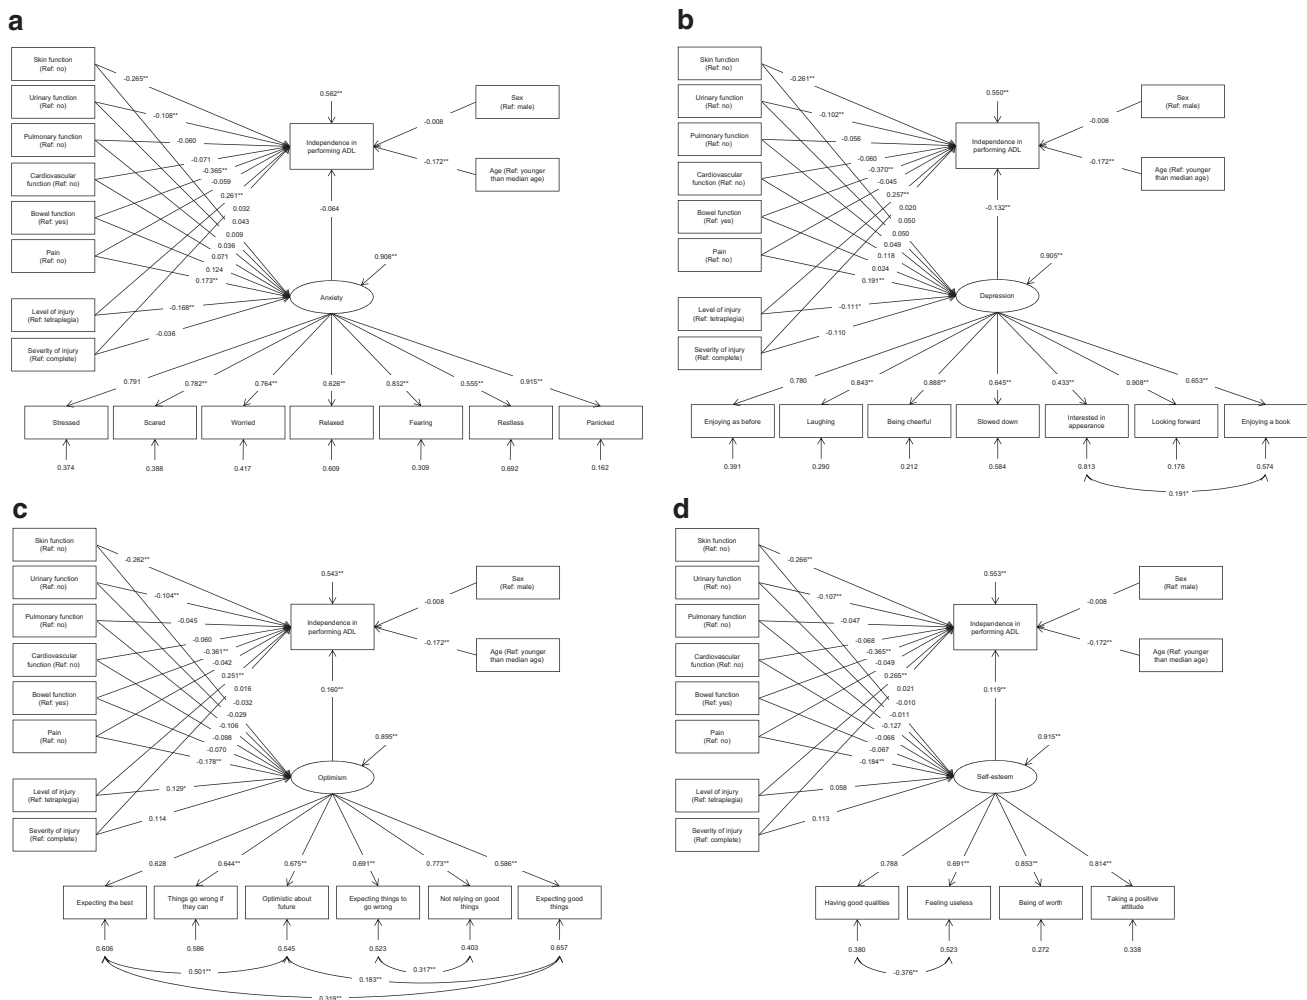 a
Skin function
(Ref: no)
Urinary function
(Ref: no)
Pulmonary function
(Ref: no)
Cardiovascular
function (Ref: no)
Bowel function
(Ref: yes)
Pain
(Ref: no)
Level of injury
(Ref: tetraplegia)
Severity of injury
(Ref: complete)
-0.265**
-0.108**
-0.060
-0.071
-0.365**
-0.059
0.261**
0.032
0.043
0.009
0.036
0.071
0.124
0.173**
-0.168**
-0.036
0.562**
Independence in
performing ADL
-0.008
-0.172**
Sex
(Ref: male)
Age (Ref: younger
than median age)
-0.064
0.908**
Anxiety
0.791
0.782**
0.764**
0.626**
0.832**
0.555**
0.915**
Stressed
Scared
Worried
Relaxed
Fearing
Restless
Panicked
0.374
0.388
0.417
0.609
0.309
0.692
0.162
b
Skin function
(Ref: no)
Urinary function
(Ref: no)
Pulmonary function
(Ref: no)
Cardiovascular
function (Ref: no)
Bowel function
(Ref: yes)
Pain
(Ref: no)
Level of injury
(Ref: tetraplegia)
Severity of injury
(Ref: complete)
-0.261**
-0.102**
-0.056
-0.060
-0.370**
-0.045
0.257**
0.020
0.050
0.050
0.049
0.118
0.024
0.191**
-0.111*
-0.110
0.550**
Independence in
performing ADL
-0.008
-0.172**
Sex
(Ref: male)
Age (Ref: younger
than median age)
-0.132**
0.905**
Depression
0.780
0.843**
0.888**
0.645**
0.433**
0.908**
0.653**
Enjoying as before
Laughing
Being cheerful
Slowed down
Interested in
appearance
Looking forward
Enjoying a book
0.391
0.290
0.212
0.584
0.813
0.176
0.574
0.191*
c
Skin function
(Ref: no)
Urinary function
(Ref: no)
Pulmonary function
(Ref: no)
Cardiovascular
function (Ref: no)
Bowel function
(Ref: yes)
Pain
(Ref: no)
Level of injury
(Ref: tetraplegia)
Severity of injury
(Ref: complete)
-0.262**
-0.104**
-0.045
-0.060
-0.361**
-0.042
0.251**
0.016
-0.032
-0.029
-0.106
-0.098
-0.070
-0.178**
0.129*
0.114
0.543**
Independence in
performing ADL
-0.008
-0.172**
Sex
(Ref: male)
Age (Ref: younger
than median age)
0.160**
0.895**
Optimism
0.628
0.644**
0.675**
0.691**
0.773**
0.586**
Expecting the best
Things go wrong if
they can
Optimistic about
future
Expecting things to
go wrong
Not relying on good
things
Expecting good
things
0.606
0.586
0.545
0.523
0.403
0.657
0.501**
0.317**
0.183**
0.319**
d
Skin function
(Ref: no)
Urinary function
(Ref: no)
Pulmonary function
(Ref: no)
Cardiovascular
function (Ref: no)
Bowel function
(Ref: yes)
Pain
(Ref: no)
Level of injury
(Ref: tetraplegia)
Severity of injury
(Ref: complete)
-0.266**
-0.107**
-0.047
-0.068
-0.365**
-0.049
0.265**
0.021
-0.010
-0.011
-0.127
-0.066
-0.067
-0.184**
0.058
0.113
0.553**
Independence in
performing ADL
-0.008
-0.172**
Sex
(Ref: male)
Age (Ref: younger
than median age)
0.119**
0.915**
Self-esteem
0.788
0.691**
0.853**
0.814**
Having good qualities
Feeling useless
Being of worth
Taking a positive
attitude
0.380
0.523
0.272
0.338
-0.376**